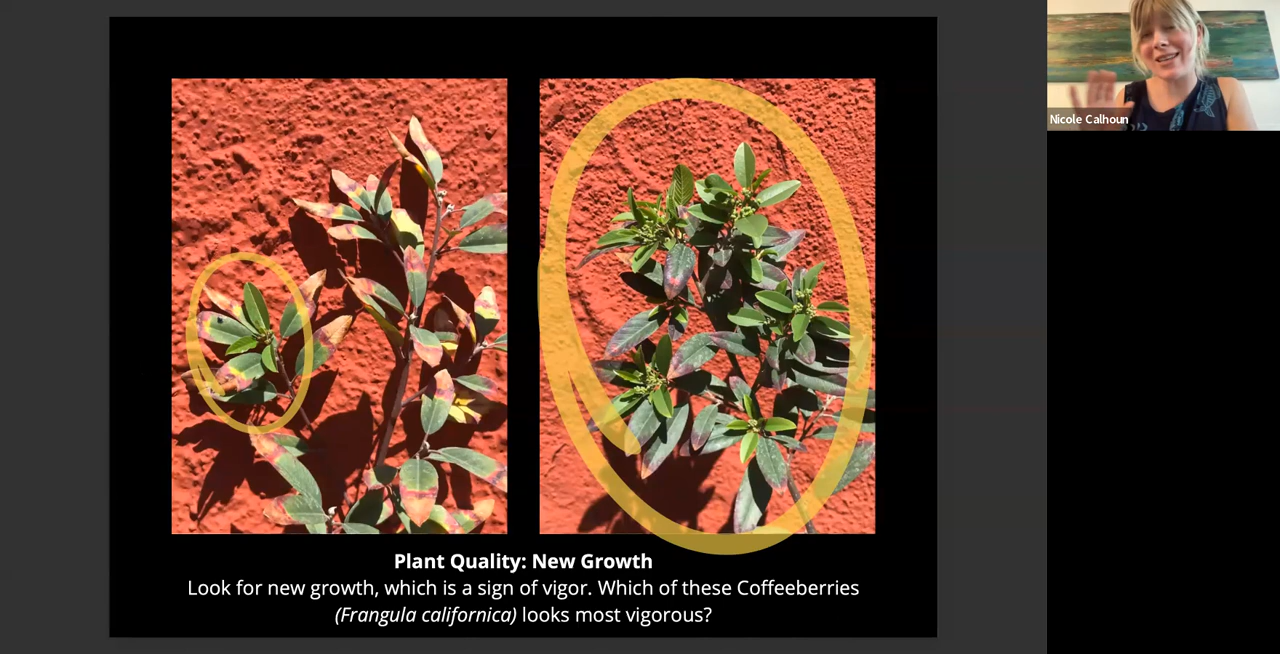 Nicole Calhoun
Plant Quality: New Growth
Look for new growth, which is a sign of vigor. Which of these Coffeeberries
(Frangula californica) looks most vigorous?